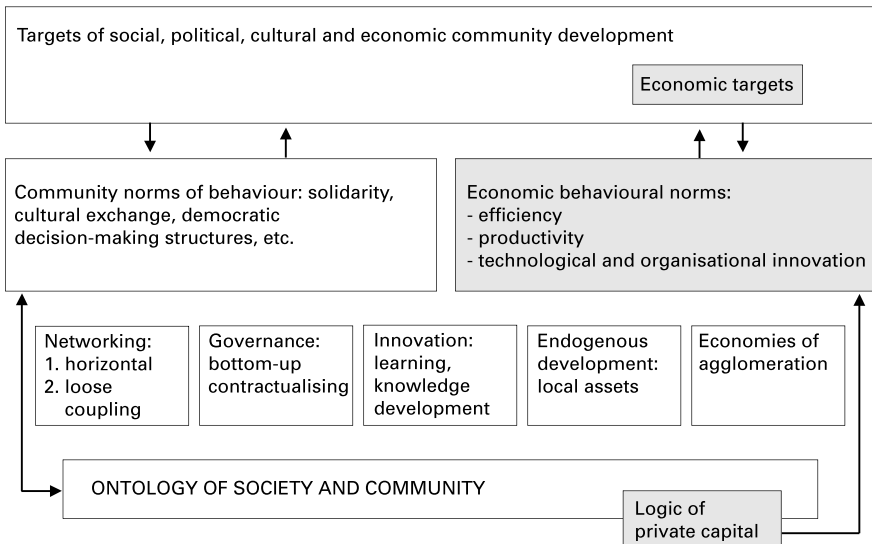 Targets of social, political, cultural and economic community development
Economic targets
Community norms of behaviour: solidarity,
cultural exchange, democratic
decision-making structures, etc.
Economic behavioural norms:
- efficiency
- productivity
- technological and organisational innovation
Networking:
1. horizontal
2. loose
coupling
Governance:
bottom-up
contractualising
Innovation:
learning,
knowledge
development
Endogenous
development:
local assets
Economies of
agglomeration
ONTOLOGY OF SOCIETY AND COMMUNITY
Logic of
private capital